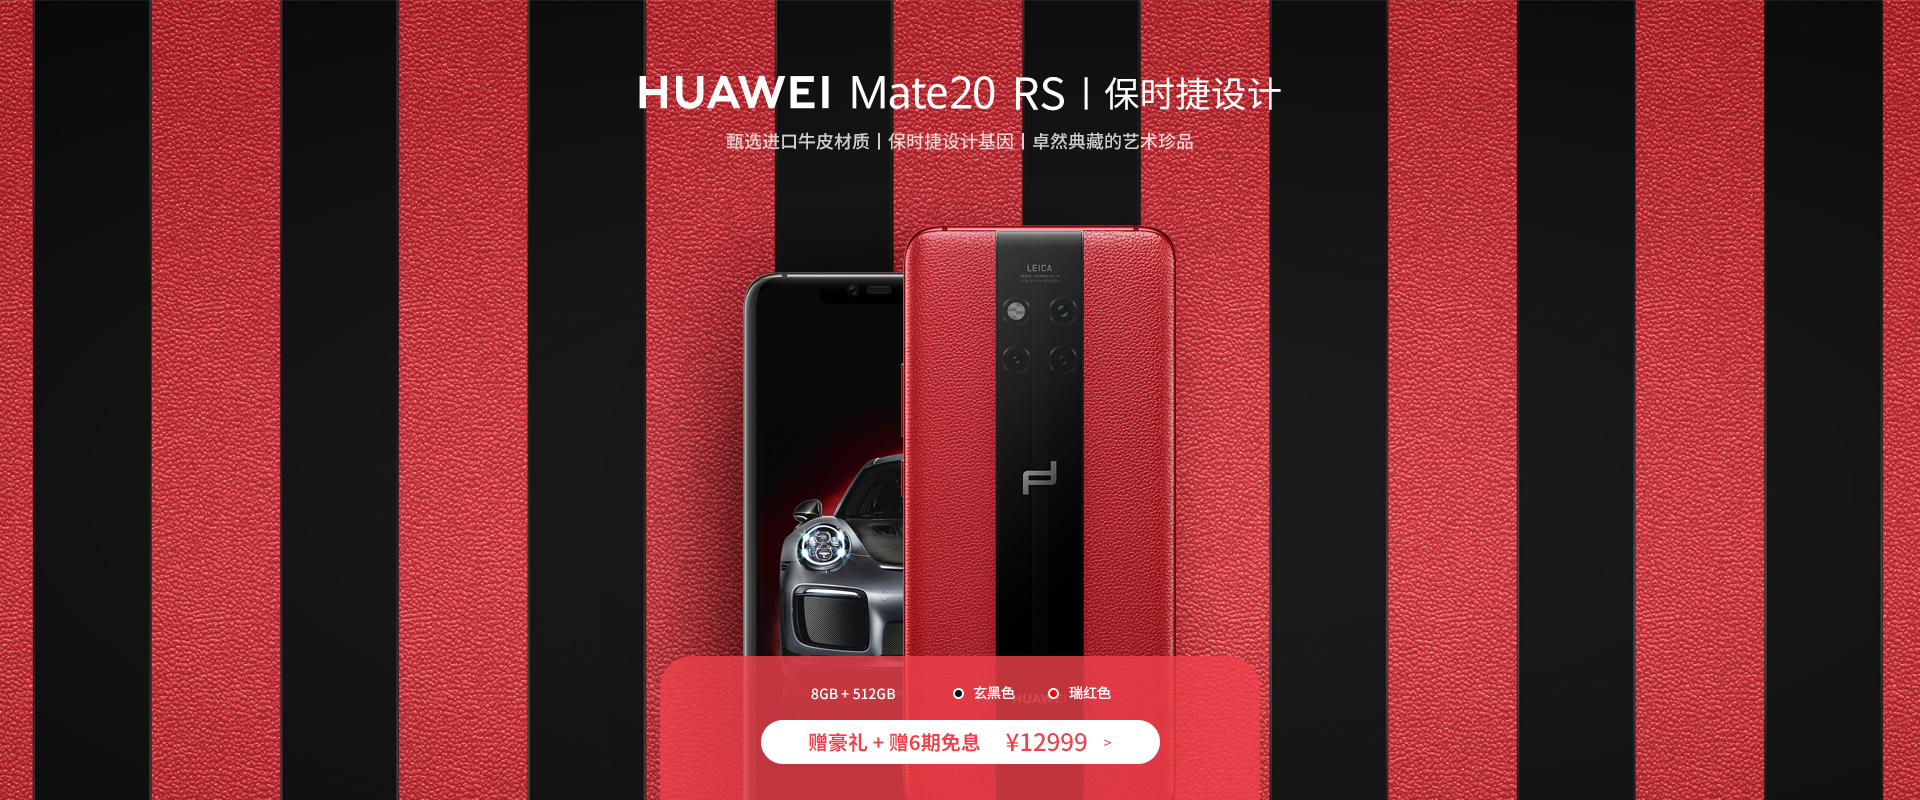 HUAWEI Mate20 RS | 保时捷设计
甄选进口牛皮材质 | 保时捷设计基因 | 卓然典藏的艺术珍品
LEICA
8GB + 512GB 玄黑色 瑞红色
HUAWEI
赠豪礼 + 赠6期免息 ¥12999 >